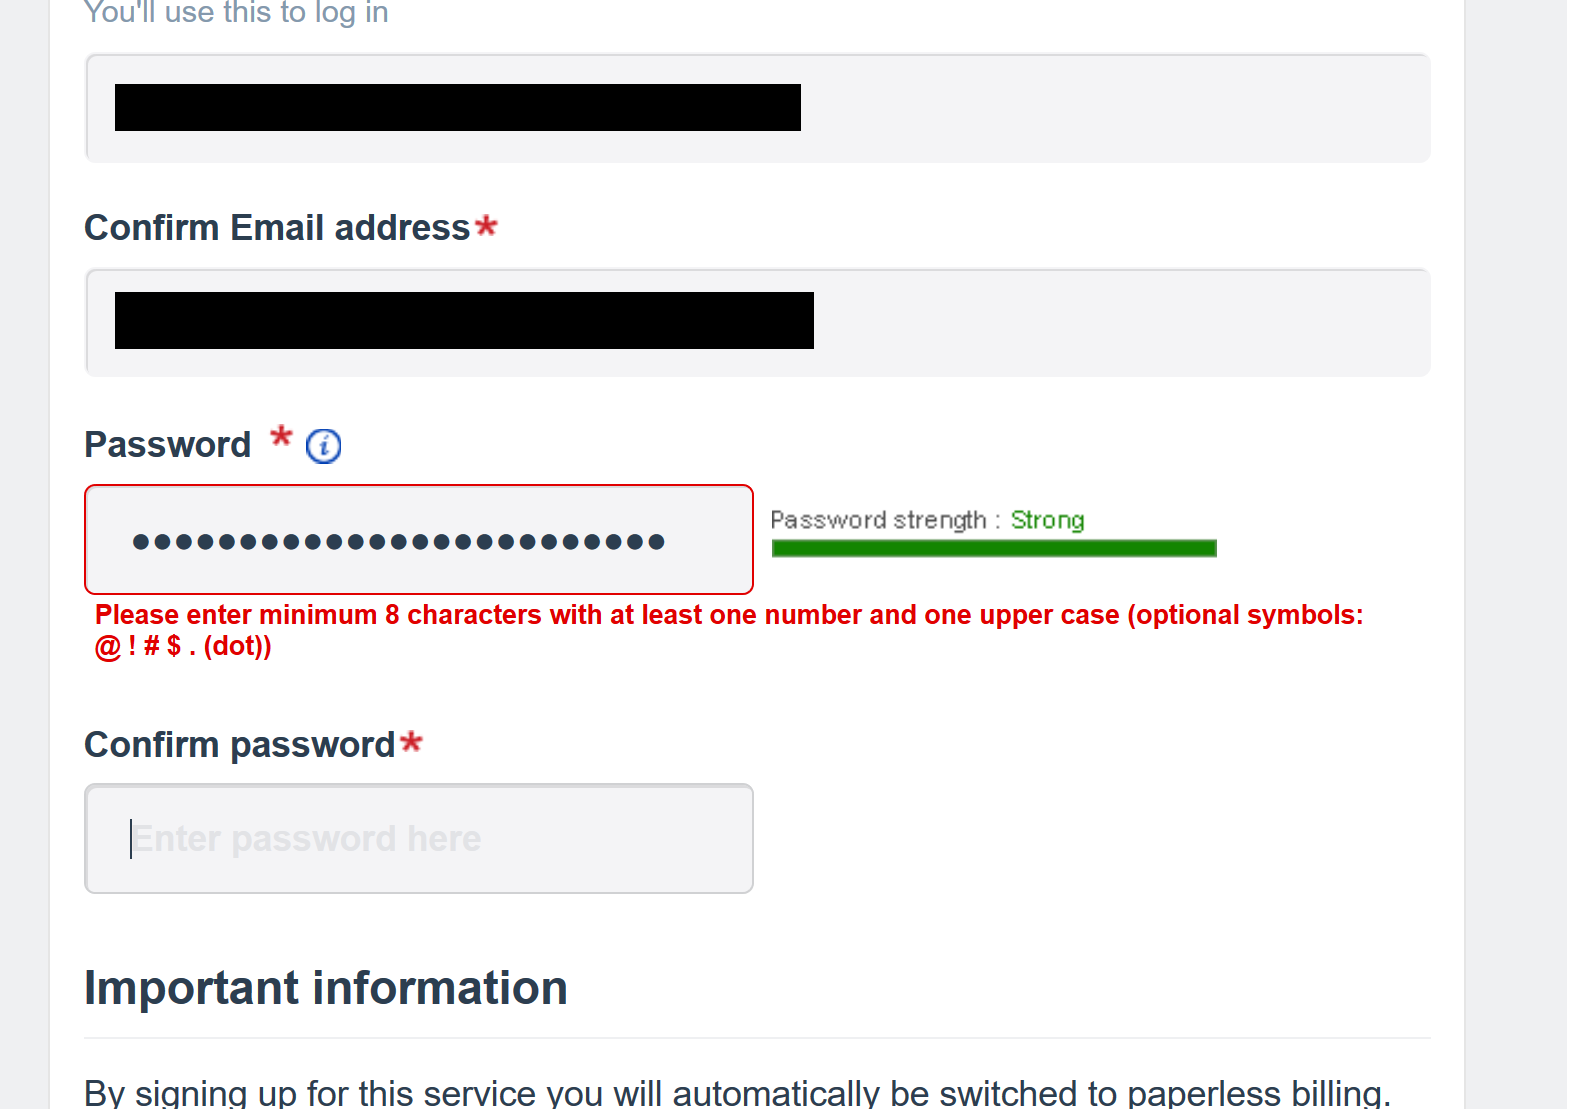 You'll use this to log in
Confirm Email address*
Password * i
●●●●●●●●●●●●●●●●●●●●●●●●●
Password strength : Strong
Please enter minimum 8 characters with at least one number and one upper case (optional symbols:
@ ! # $ . (dot))
Confirm password*
Enter password here
Important information
By signing up for this service you will automatically be switched to paperless billing.